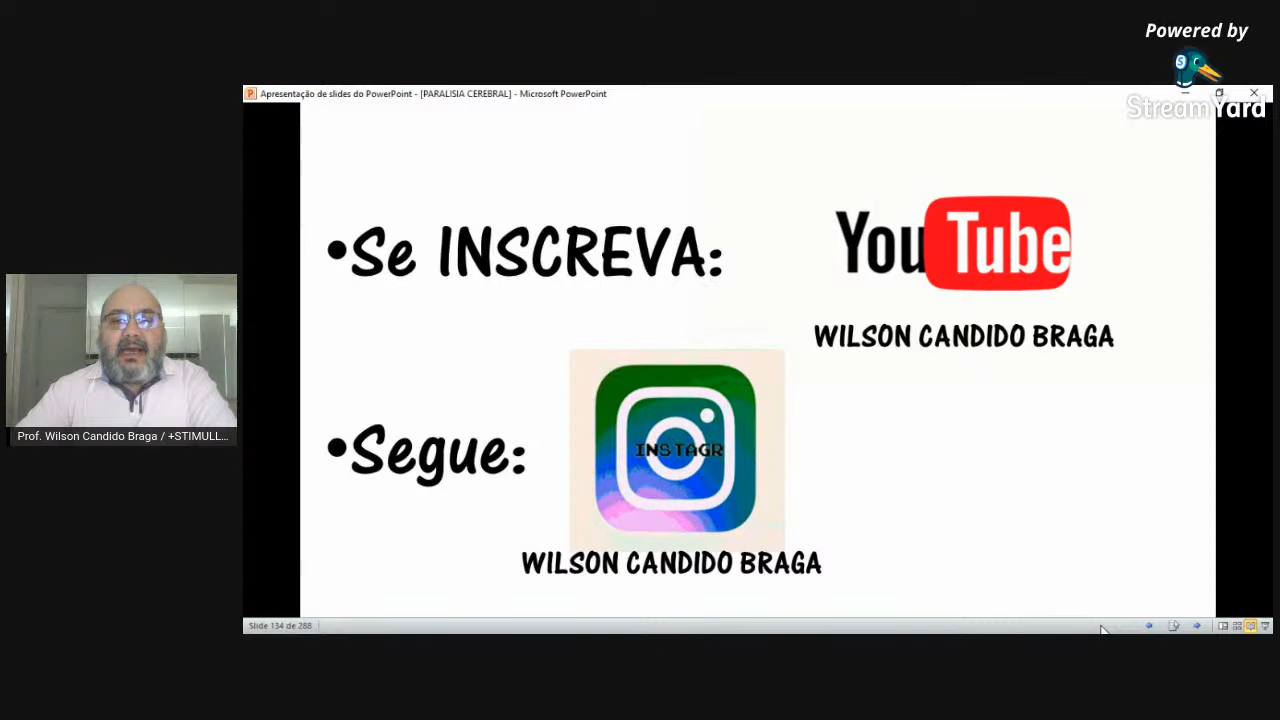 Powered by
StreamYard
Apresentação de slides do PowerPoint - [PARALISIA CEREBRAL] - Microsoft PowerPoint
•Se INSCREVA:
YouTube
WILSON CANDIDO BRAGA
•Segue:
INSTAGR
WILSON CANDIDO BRAGA
Prof. Wilson Candido Braga / +STIMULL...
Slide 134 de 288